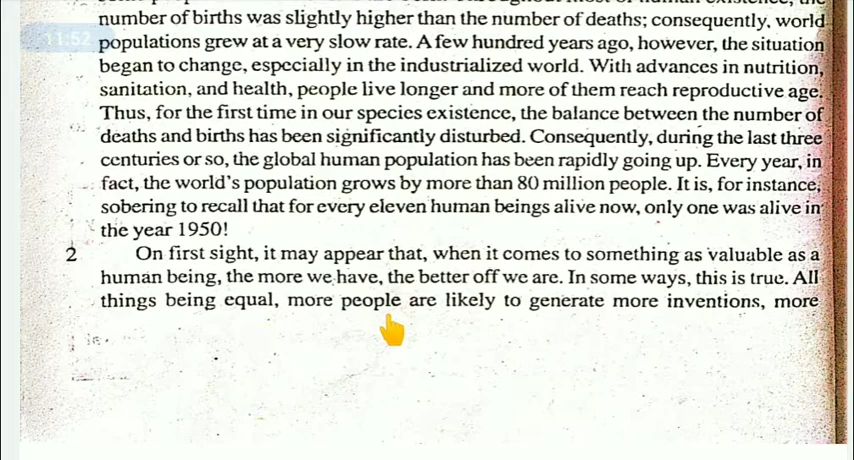 number of births was slightly higher than the number of deaths; consequently, world
11:52
populations grew at a very slow rate. A few hundred years ago, however, the situation
began to change, especially in the industrialized world. With advances in nutrition,
sanitation, and health, people live longer and more of them reach reproductive age.
Thus, for the first time in our species existence, the balance between the number of
deaths and births has been significantly disturbed. Consequently, during the last three
centuries or so, the global human population has been rapidly going up. Every year, in
fact, the world's population grows by more than 80 million people. It is, for instance,
sobering to recall that for every eleven human beings alive now, only one was alive in
the year 1950!
2 On first sight, it may appear that, when it comes to something as valuable as a
human being, the more we have, the better off we are. In some ways, this is true. All
things being equal, more people are likely to generate more inventions, more